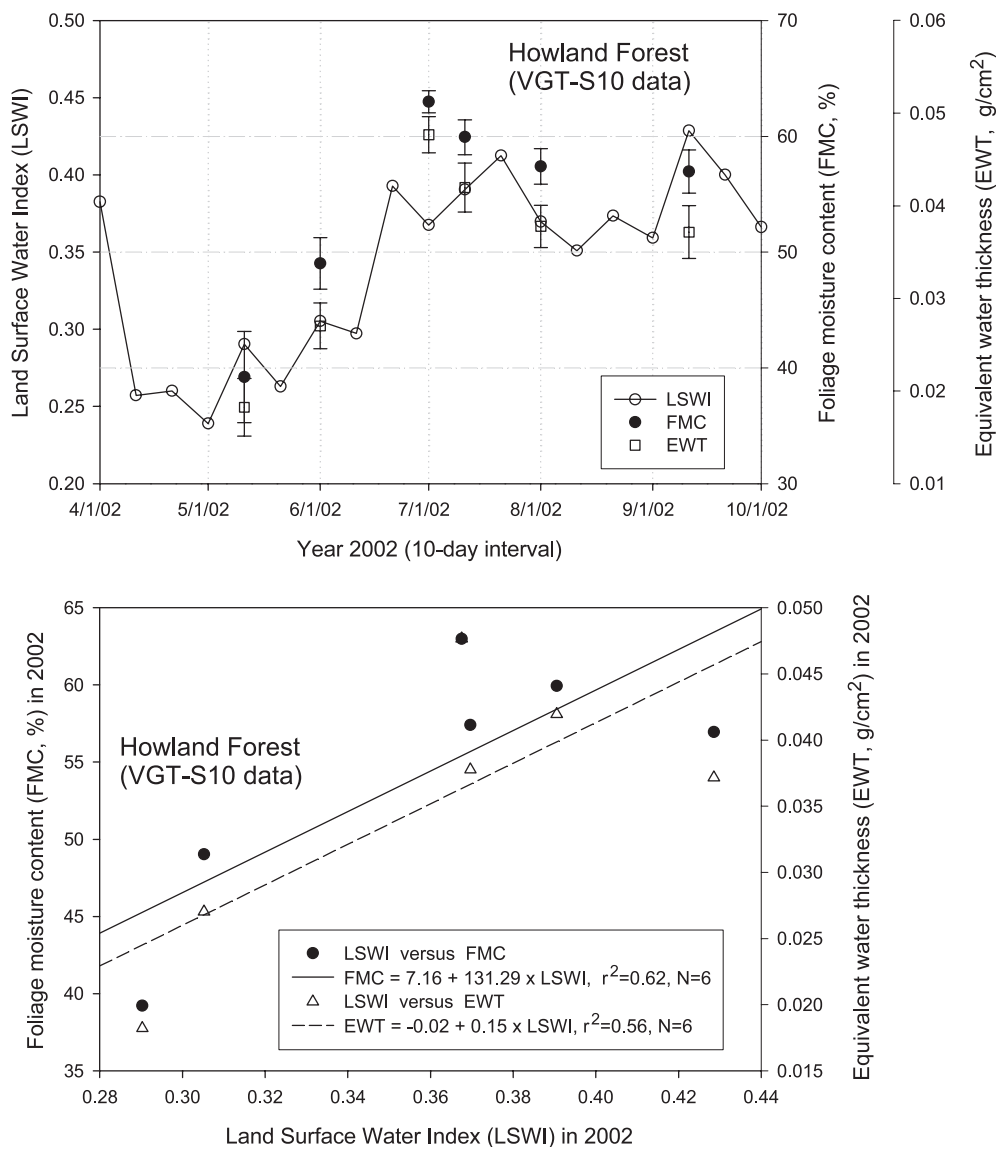 Howland Forest
(VGT-S10 data)
Land Surface Water Index (LSWI)
0.50
0.45
0.40
0.35
0.30
0.25
0.20
Foliage moisture content (FMC, %)
70
60
50
40
30
Equivalent water thickness (EWT, g/cm²)
0.06
0.05
0.04
0.03
0.02
0.01
LSWI
FMC
EWT
4/1/02 5/1/02 6/1/02 7/1/02 8/1/02 9/1/02 10/1/02
Year 2002 (10-day interval)
Foliage moisture content (FMC, %) in 2002
65
60
55
50
45
40
35
Howland Forest
(VGT-S10 data)
Equivalent water thickness (EWT, g/cm²) in 2002
0.050
0.045
0.040
0.035
0.030
0.025
0.020
0.015
LSWI versus FMC
FMC = 7.16 + 131.29 x LSWI, r²=0.62, N=6
LSWI versus EWT
EWT = -0.02 + 0.15 x LSWI, r²=0.56, N=6
0.28 0.30 0.32 0.34 0.36 0.38 0.40 0.42 0.44
Land Surface Water Index (LSWI) in 2002